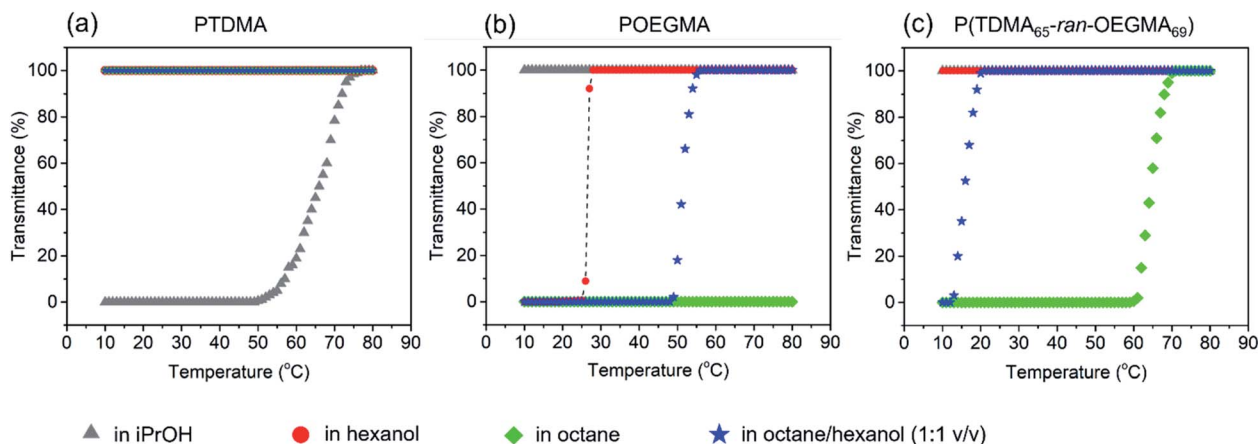 (a) PTDMA
(b) POEGMA
(c) P(TDMA₆₅-ran-OEGMA₆₉)
Transmittance (%)
100
80
60
40
20
0
0 10 20 30 40 50 60 70 80 90
Temperature (°C)
Transmittance (%)
100
80
60
40
20
0
0 10 20 30 40 50 60 70 80 90
Temperature (°C)
Transmittance (%)
100
80
60
40
20
0
0 10 20 30 40 50 60 70 80 90
Temperature (°C)
in iPrOH
in hexanol
in octane
in octane/hexanol (1:1 v/v)